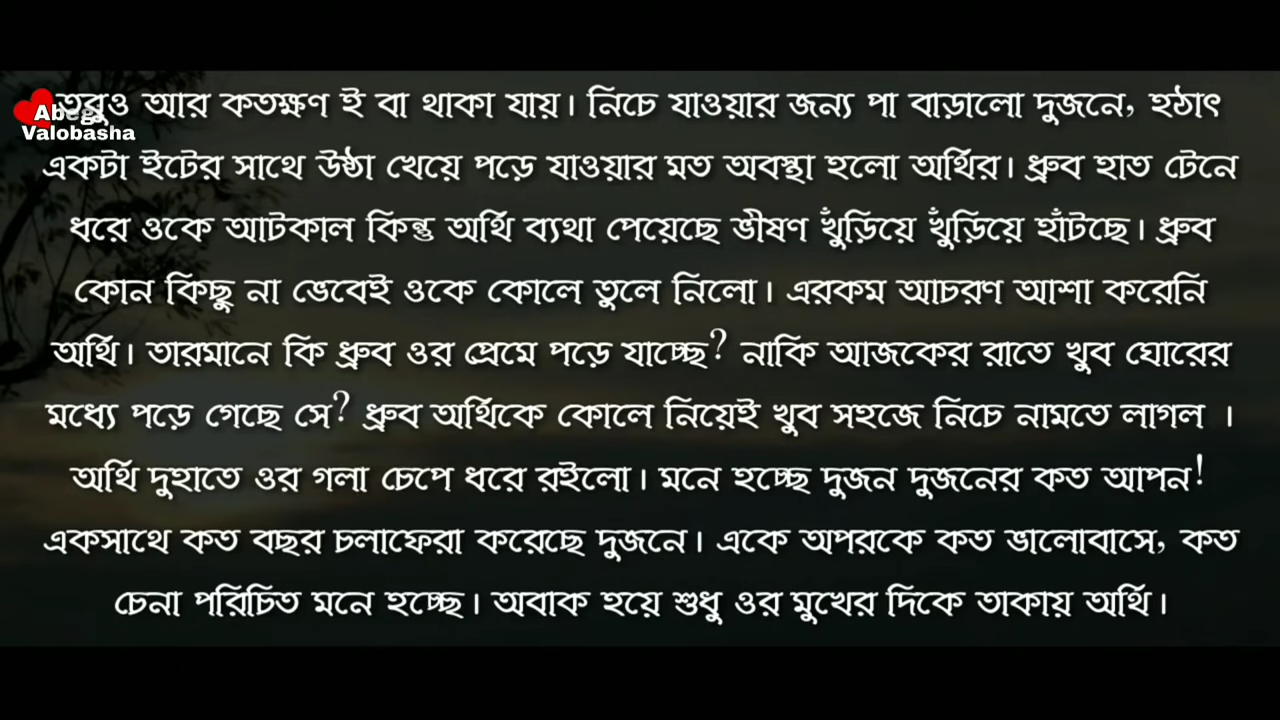 Abegi
Valobasha
তবুও আর কতক্ষণ ই বা থাকা যায়। নিচে যাওয়ার জন্য পা বাড়ালো দুজনে, হঠাৎ
একটা ইটের সাথে উষ্ঠা খেয়ে পড়ে যাওয়ার মত অবস্থা হলো অর্থির। ধ্রুব হাত টেনে
ধরে ওকে আটকাল কিন্তু অর্থি ব্যথা পেয়েছে ভীষণ খুঁড়িয়ে খুঁড়িয়ে হাঁটছে। ধ্রুব
কোন কিছু না ভেবেই ওকে কোলে তুলে নিলো। এরকম আচরণ আশা করেনি
অর্থি। তারমানে কি ধ্রুব ওর প্রেমে পড়ে যাচ্ছে? নাকি আজকের রাতে খুব ঘোরের
মধ্যে পড়ে গেছে সে? ধ্রুব অর্থিকে কোলে নিয়েই খুব সহজে নিচে নামতে লাগল ।
অর্থি দুহাতে ওর গলা চেপে ধরে রইলো। মনে হচ্ছে দুজন দুজনের কত আপন!
একসাথে কত বছর চলাফেরা করেছে দুজনে। একে অপরকে কত ভালোবাসে, কত
চেনা পরিচিত মনে হচ্ছে। অবাক হয়ে শুধু ওর মুখের দিকে তাকায় অর্থি।